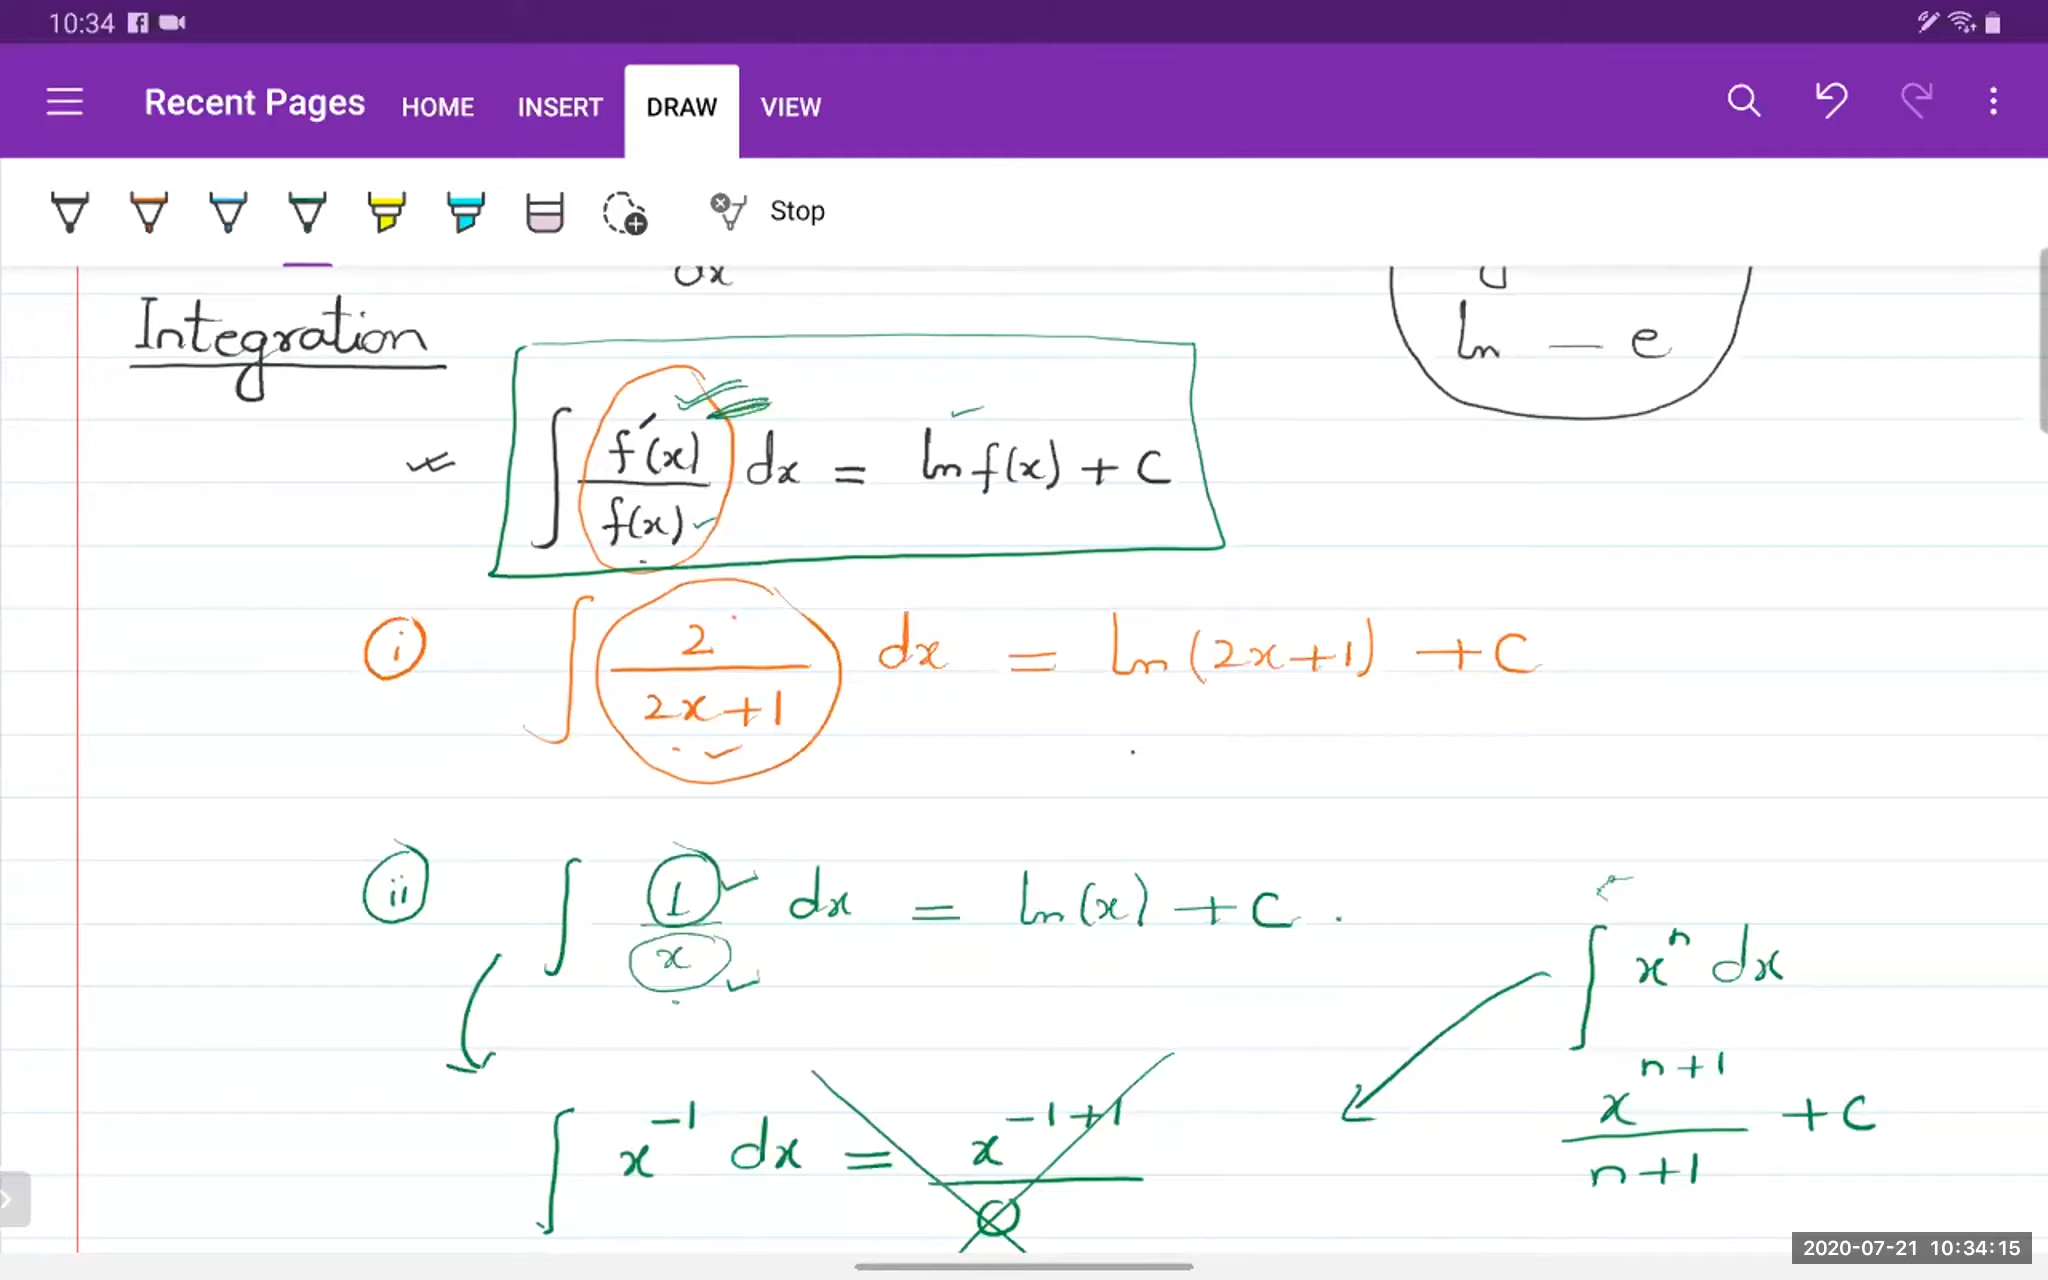 10:34
Recent Pages HOME INSERT DRAW VIEW
Stop
Integration
ln — e
∫ f'(x)/f(x) dx = ln f(x) + C
i ∫ 2/(2x+1) dx = ln (2x+1) + C
ii ∫ 1/x dx = ln(x) + C .
∫ x^n dx
x^(n+1)/(n+1) + C
∫ x^-1 dx = x^(-1+1)/0
2020-07-21 10:34:15